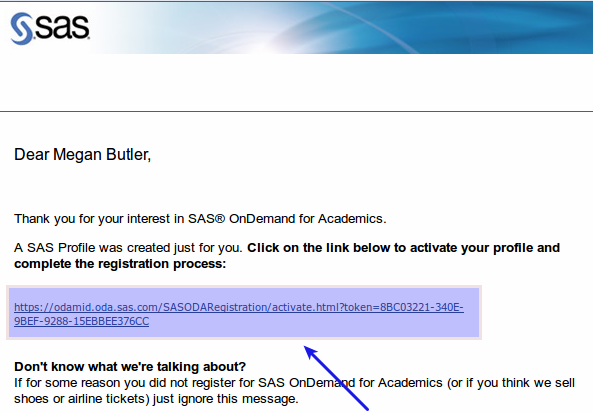 sas
Dear Megan Butler,
Thank you for your interest in SAS® OnDemand for Academics.
A SAS Profile was created just for you. Click on the link below to activate your profile and
complete the registration process:
https://odamid.oda.sas.com/SASODARegistration/activate.html?token=8BC03221-340E-
9BEF-9288-15EBBEE376CC
Don't know what we're talking about?
If for some reason you did not register for SAS OnDemand for Academics (or if you think we sell
shoes or airline tickets) just ignore this message.